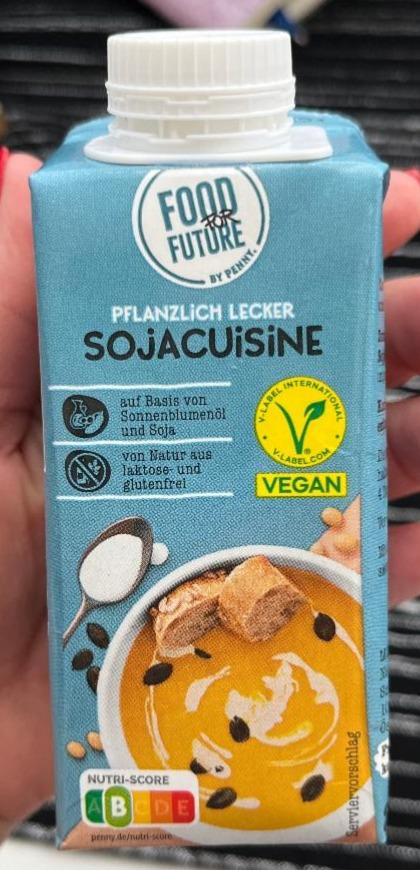 FOOD
FOR
FUTURE
BY PENNY.
PFLANZLiCH LECKER
SOJACUiSiNE
auf Basis von
Sonnenblumenöl
und Soja
von Natur aus
laktose- und
glutenfrei
V-LABEL INTERNATIONAL
V-LABEL.COM
VEGAN
Serviervorschlag
NUTRI-SCORE
A B C D E
penny.de/nutri-score